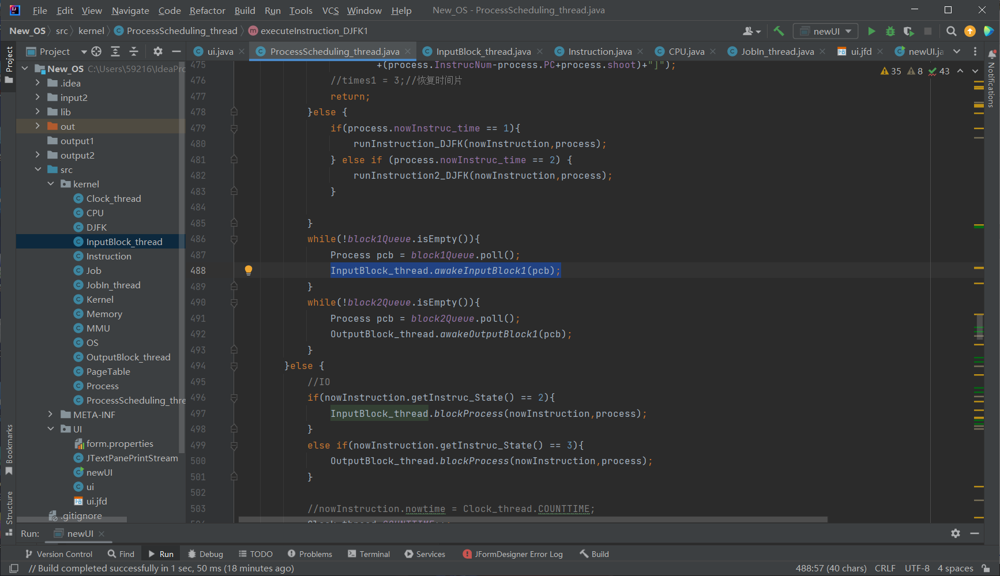 File Edit View Navigate Code Refactor Build Run Tools VCS Window Help New_OS - ProcessScheduling_thread.java
New_OS src kernel ProcessScheduling_thread executeInstruction_DJFK1 newUI
Project ui.java ProcessScheduling_thread.java InputBlock_thread.java Instruction.java CPU.java JobIn_thread.java ui.jfd newUI.ja
Project
Bookmarks
Structure
Notifications
New_OS C:\Users\59216\IdeaPro
.idea
input2
lib
out
output1
output2
src
kernel
Clock_thread
CPU
DJFK
InputBlock_thread
Instruction
Job
JobIn_thread
Kernel
Memory
MMU
OS
OutputBlock_thread
PageTable
Process
ProcessScheduling_thre
META-INF
UI
form.properties
JTextPanePrintStream
newUI
ui
ui.jfd
.gitignore
35 8 43
475 +(process.InstrucNum-process.PC+process.shoot)+"]");
476 //times1 = 3;//恢复时间片
477 return;
478 }else {
479 if(process.nowInstruc_time == 1){
480 runInstruction_DJFK(nowInstruction,process);
481 } else if (process.nowInstruc_time == 2) {
482 runInstruction2_DJFK(nowInstruction,process);
483 }
484
485 }
486 while(!block1Queue.isEmpty()){
487 Process pcb = block1Queue.poll();
488 InputBlock_thread.awakeInputBlock1(pcb);
489 }
490 while(!block2Queue.isEmpty()){
491 Process pcb = block2Queue.poll();
492 OutputBlock_thread.awakeOutputBlock1(pcb);
493 }
494 }else {
495 //IO
496 if(nowInstruction.getInstruc_State() == 2){
497 InputBlock_thread.blockProcess(nowInstruction,process);
498 }
499 else if(nowInstruction.getInstruc_State() == 3){
500 OutputBlock_thread.blockProcess(nowInstruction,process);
501 }
502
503 //nowInstruction.nowtime = Clock_thread.COUNTTIME;
Run: newUI
Version Control Find Run Debug TODO Problems Terminal Services JFormDesigner Error Log Build
// Build completed successfully in 1 sec, 50 ms (18 minutes ago) 488:57 (40 chars) CRLF UTF-8 4 spaces